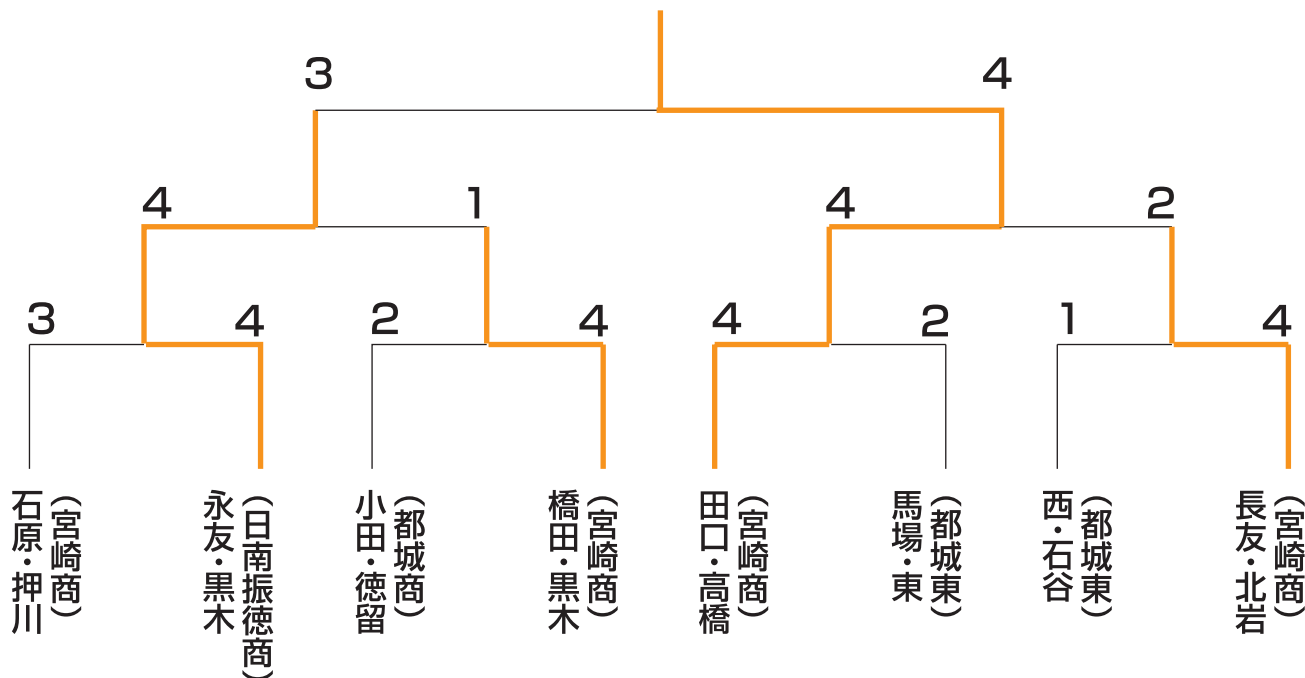 3
4
4
1
4
2
3
4
2
4
4
2
1
4
石原・押川
(宮崎商)
永友・黒木
(日南振徳商)
小田・徳留
(都城商)
橋田・黒木
(宮崎商)
田口・高橋
(宮崎商)
馬場・東
(都城東)
西・石谷
(都城東)
長友・北岩
(宮崎商)